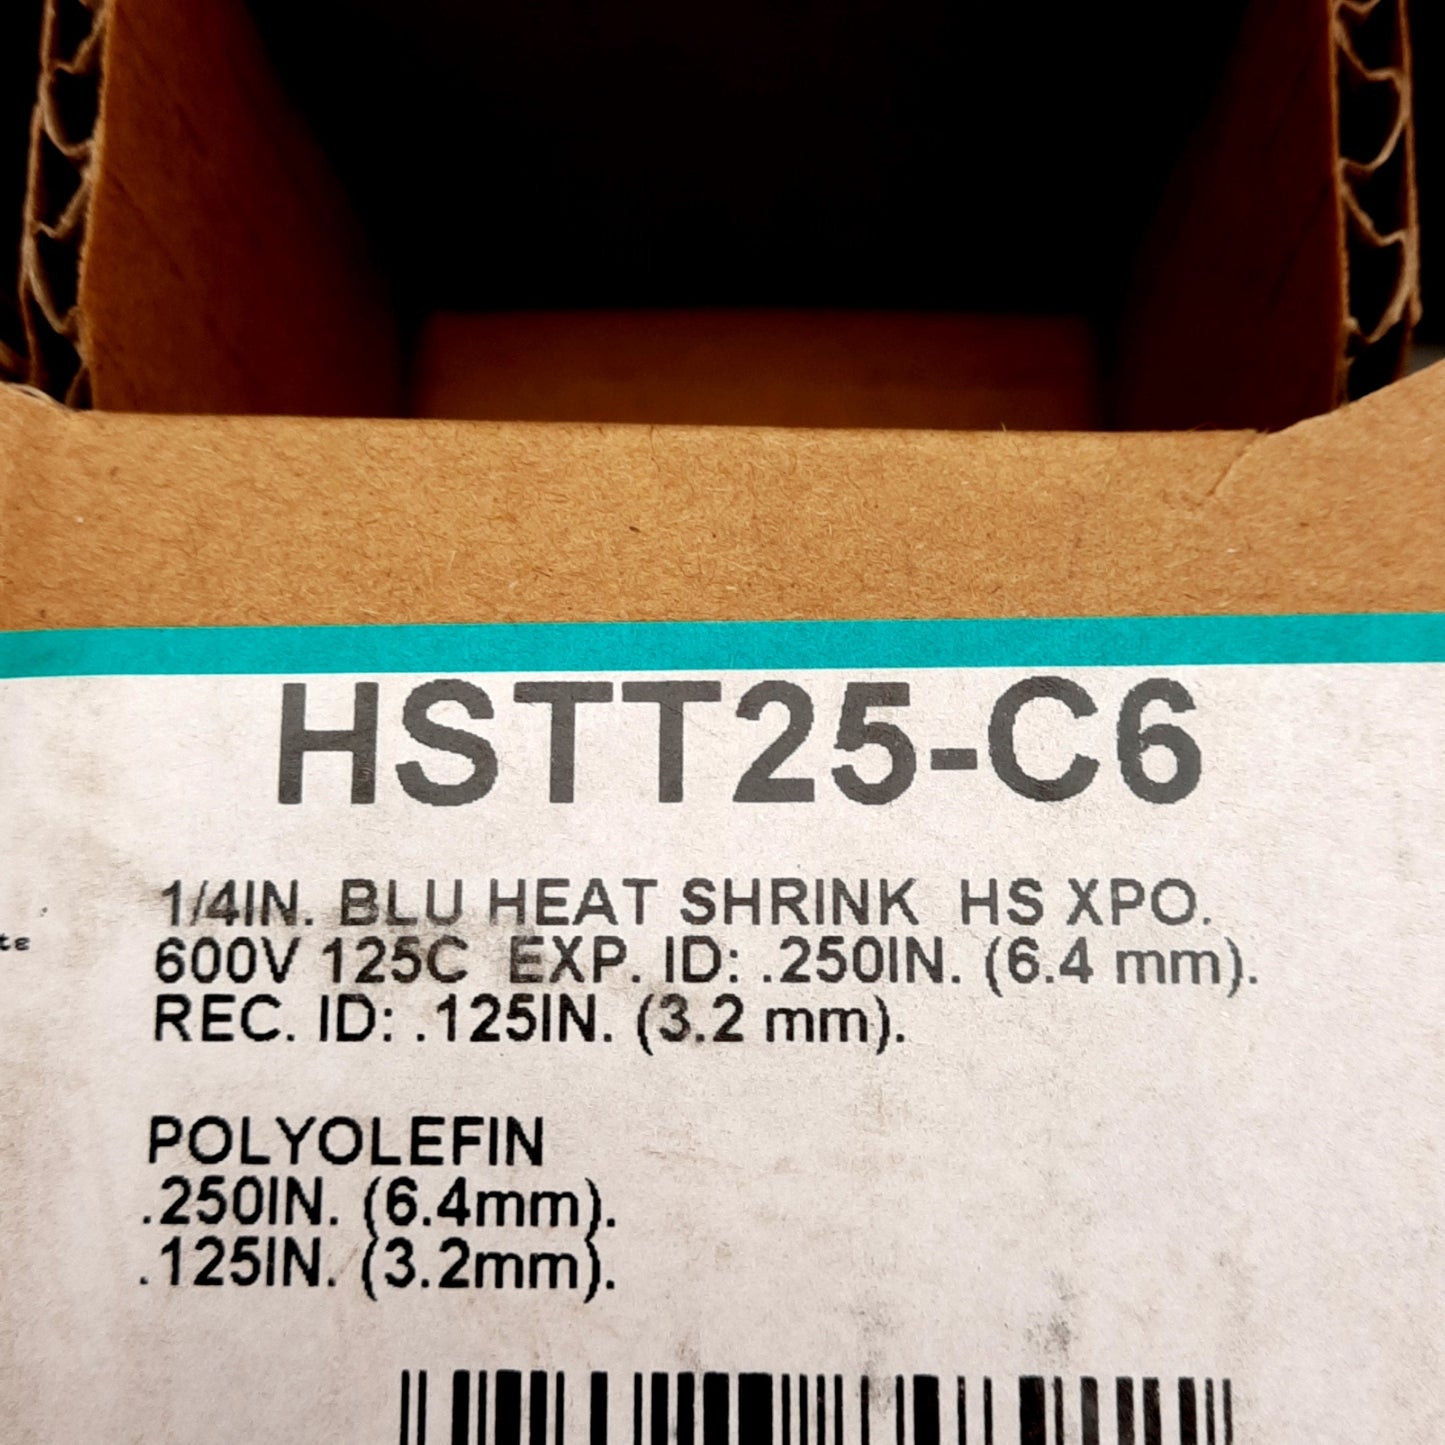 HSTT25-C6
1/4IN. BLU HEAT SHRINK HS XPO.
600V 125C EXP. ID: .250IN. (6.4 mm).
REC. ID: .125IN. (3.2 mm).
POLYOLEFIN
.250IN. (6.4mm).
.125IN. (3.2mm).